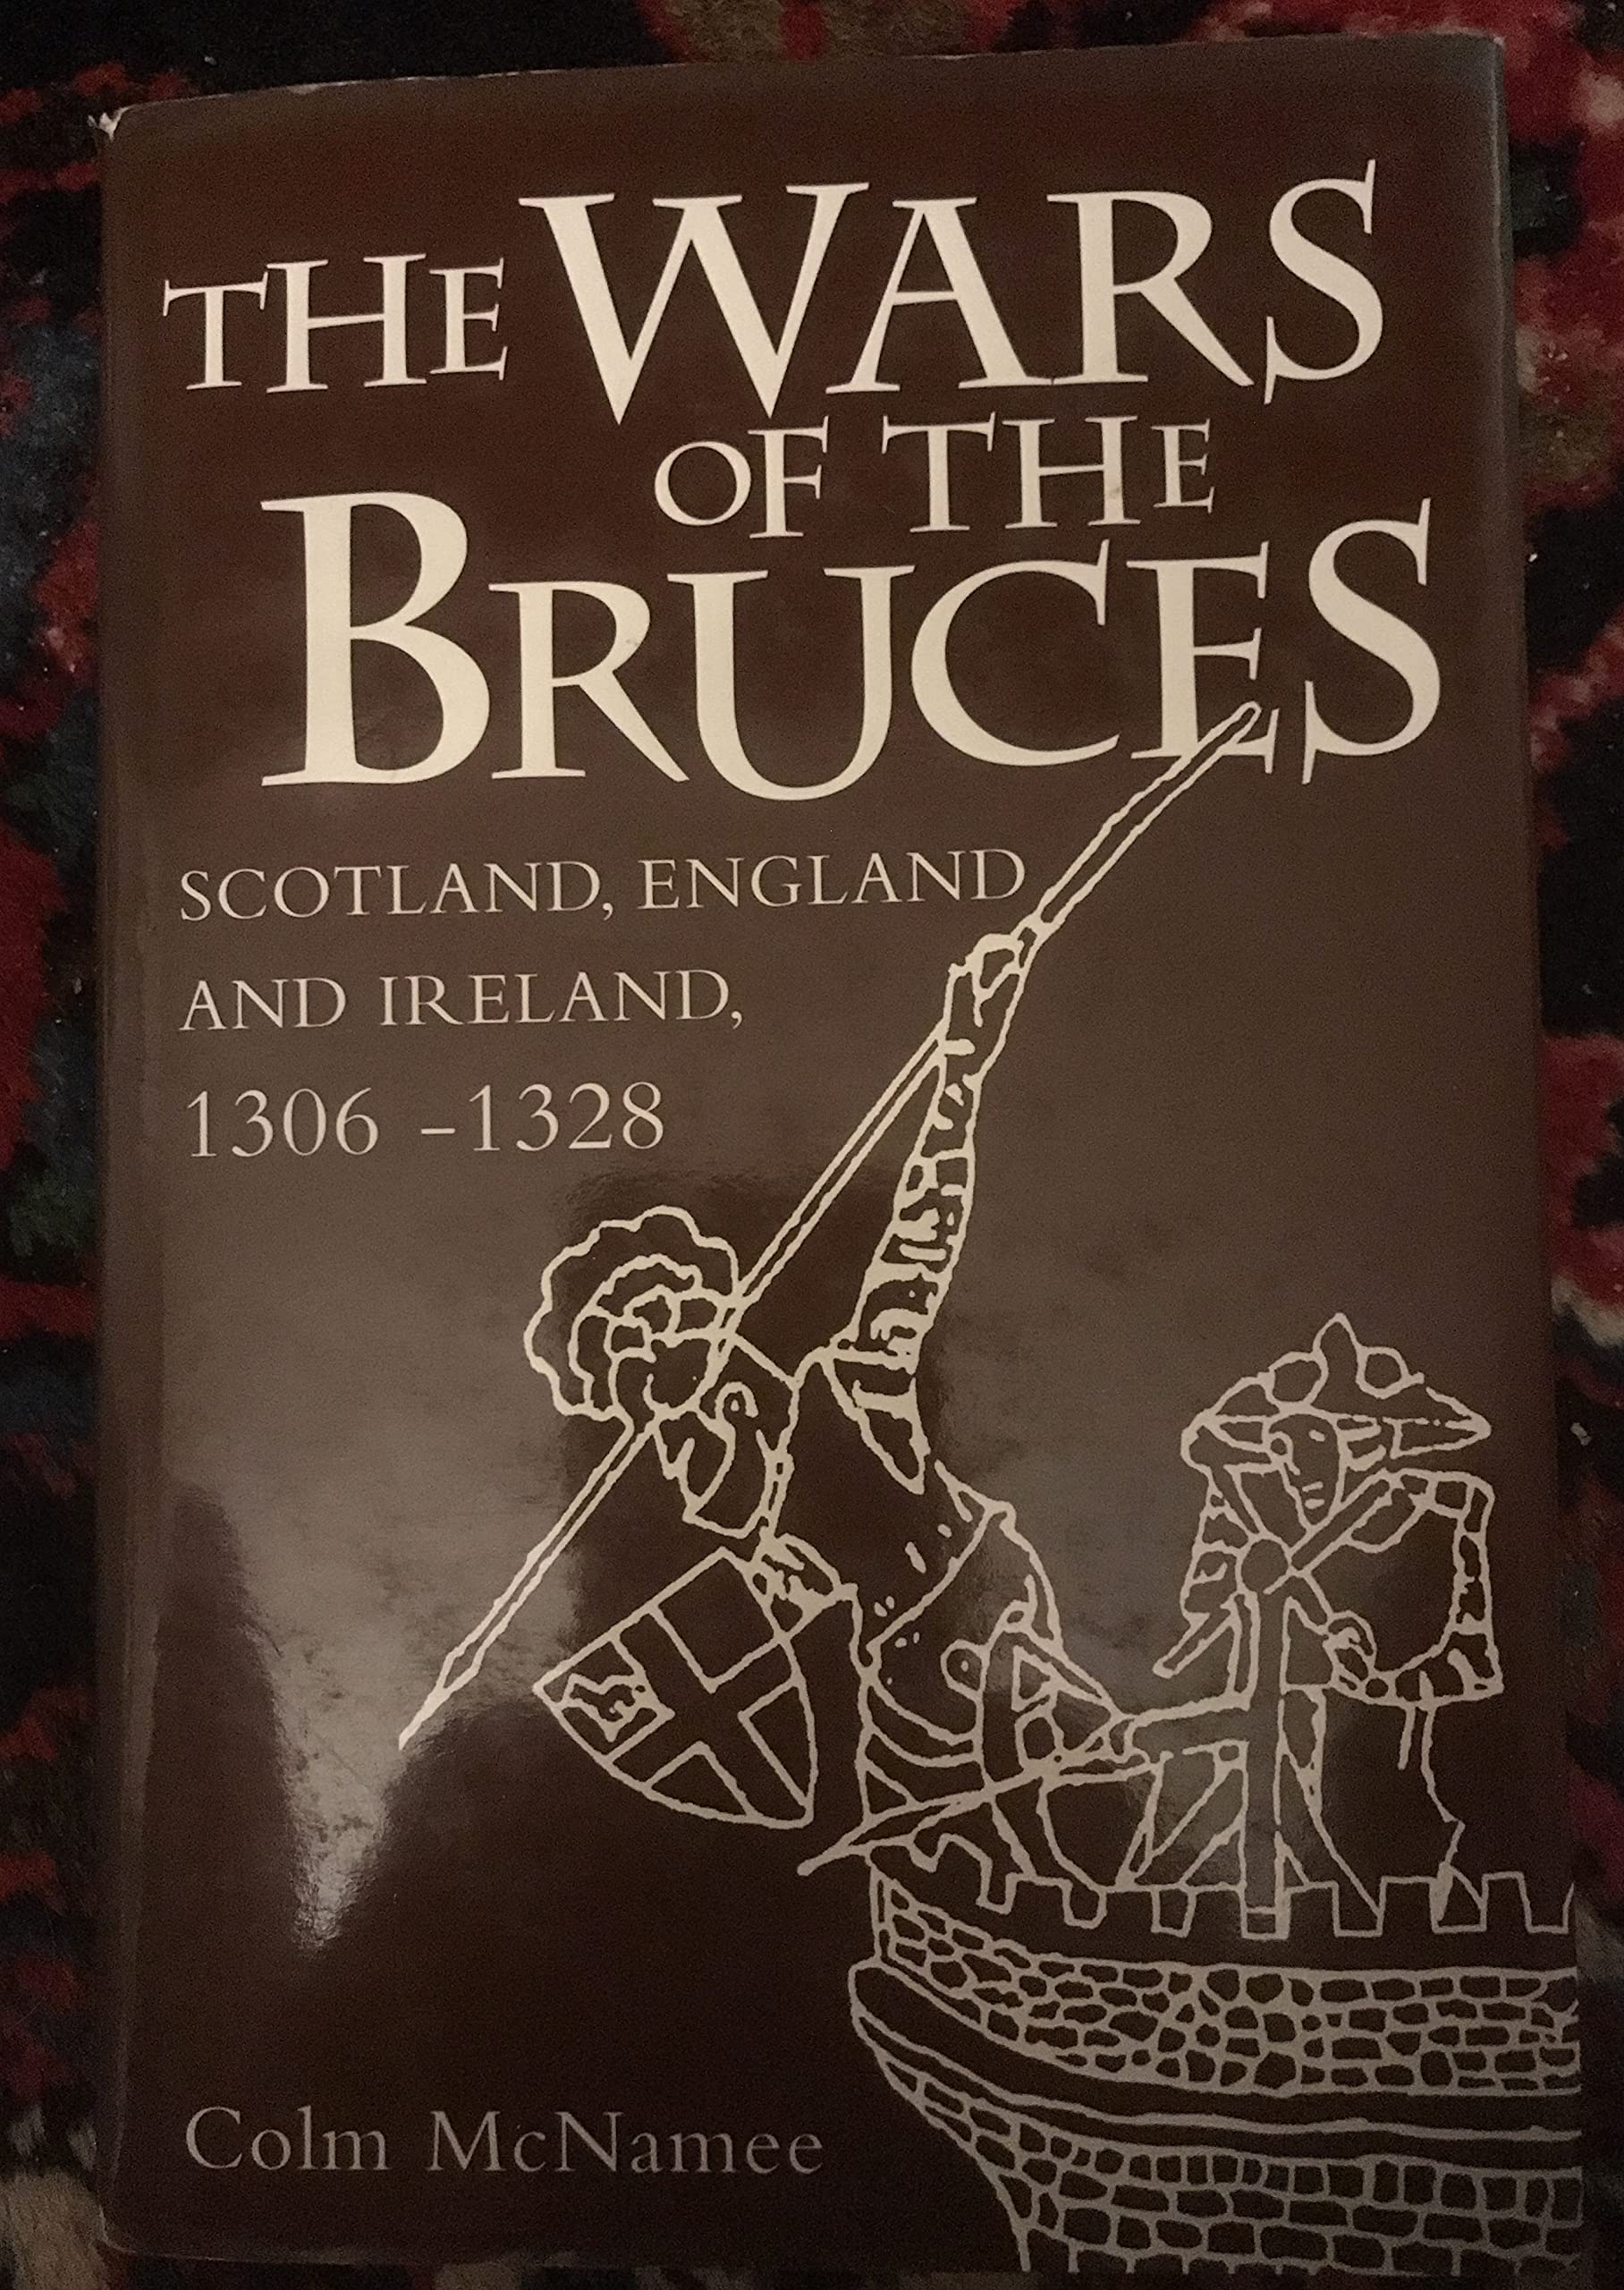 THE WARS
OF THE
BRUCES
SCOTLAND, ENGLAND
AND IRELAND,
1306 -1328
Colm McNamee